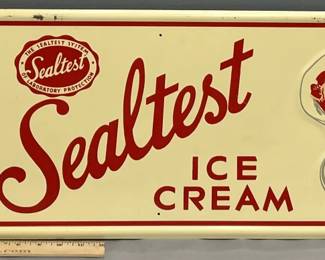 THE SEALTEST SYSTEM
Sealtest
OF LABORATORY PROTECTION
Sealtest
ICE
CREAM